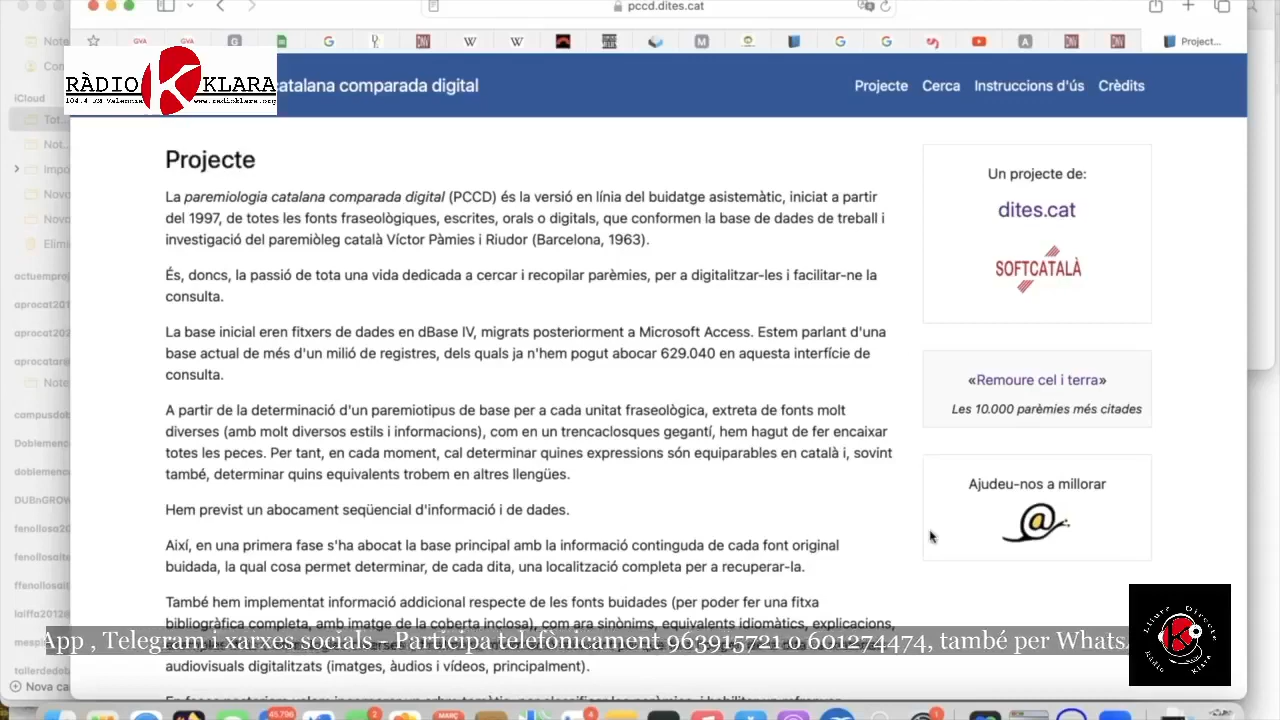 pccd.dites.cat
Project...
RÀDIO KLARA
104.4 FM Valencia www.radioklara.org
catalana comparada digital
Projecte Cerca Instruccions d'ús Crèdits
iCloud
Projecte
La paremiologia catalana comparada digital (PCCD) és la versió en línia del buidatge asistemàtic, iniciat a partir
del 1997, de totes les fonts fraseològiques, escrites, orals o digitals, que conformen la base de dades de treball i
investigació del paremiòleg català Víctor Pàmies i Riudor (Barcelona, 1963).
És, doncs, la passió de tota una vida dedicada a cercar i recopilar parèmies, per a digitalitzar-les i facilitar-ne la
consulta.
La base inicial eren fitxers de dades en dBase IV, migrats posteriorment a Microsoft Access. Estem parlant d'una
base actual de més d'un milió de registres, dels quals ja n'hem pogut abocar 629.040 en aquesta interfície de
consulta.
A partir de la determinació d'un paremiotipus de base per a cada unitat fraseològica, extreta de fonts molt
diverses (amb molt diversos estils i informacions), com en un trencaclosques gegantí, hem hagut de fer encaixar
totes les peces. Per tant, en cada moment, cal determinar quines expressions són equiparables en català i, sovint
també, determinar quins equivalents trobem en altres llengües.
Hem previst un abocament seqüencial d'informació i de dades.
Així, en una primera fase s'ha abocat la base principal amb la informació continguda de cada font original
buidada, la qual cosa permet determinar, de cada dita, una localització completa per a recuperar-la.
També hem implementat informació addicional respecte de les fonts buidades (per poder fer una fitxa
bibliogràfica completa, amb imatge de la coberta inclosa), com ara sinònims, equivalents idiomàtics, explicacions,
audiovisuals digitalitzats (imatges, àudios i vídeos, principalment).
Un projecte de:
dites.cat
SOFTCATALÀ
«Remoure cel i terra»
Les 10.000 parèmies més citades
Ajudeu-nos a millorar
App , Telegram i xarxes socials - Participa telefònicament 963915721 o 601274474, també per Whats
Lliure Directe
Ràdio Klara